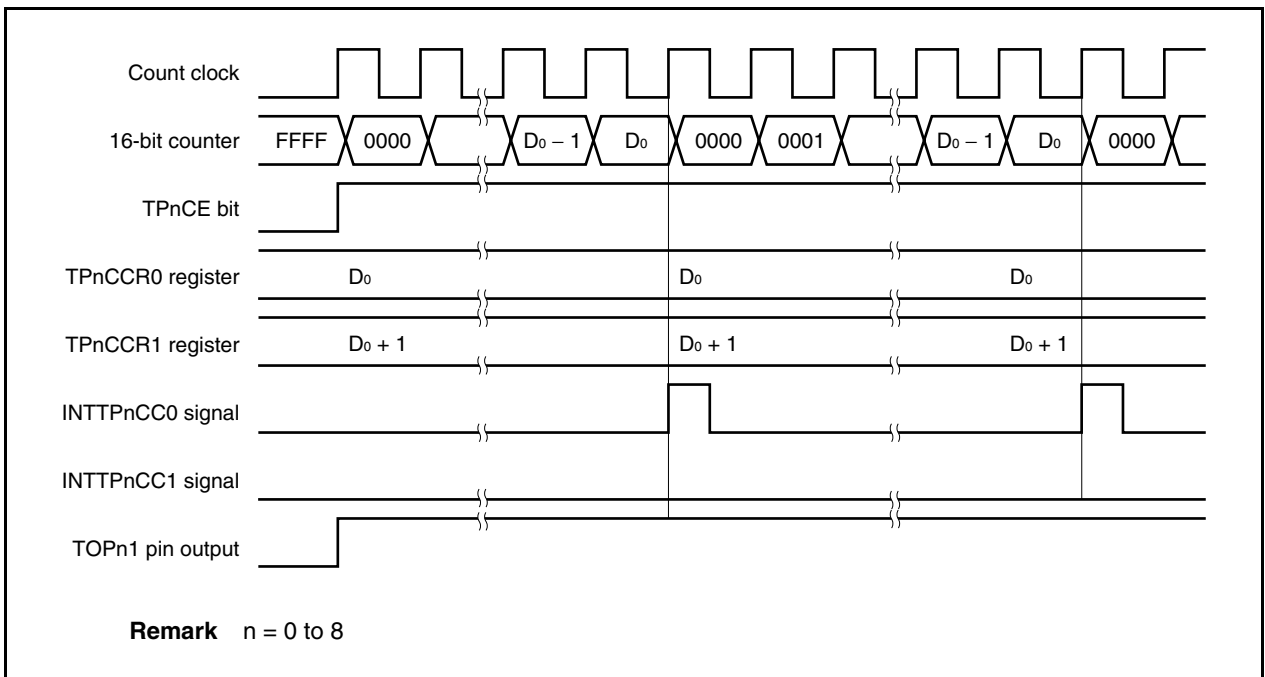 Count clock
16-bit counter FFFF 0000 D₀ − 1 D₀ 0000 0001 D₀ − 1 D₀ 0000
TPnCE bit
TPnCCR0 register D₀ D₀ D₀
TPnCCR1 register D₀ + 1 D₀ + 1 D₀ + 1
INTTPnCC0 signal
INTTPnCC1 signal
TOPn1 pin output
Remark n = 0 to 8